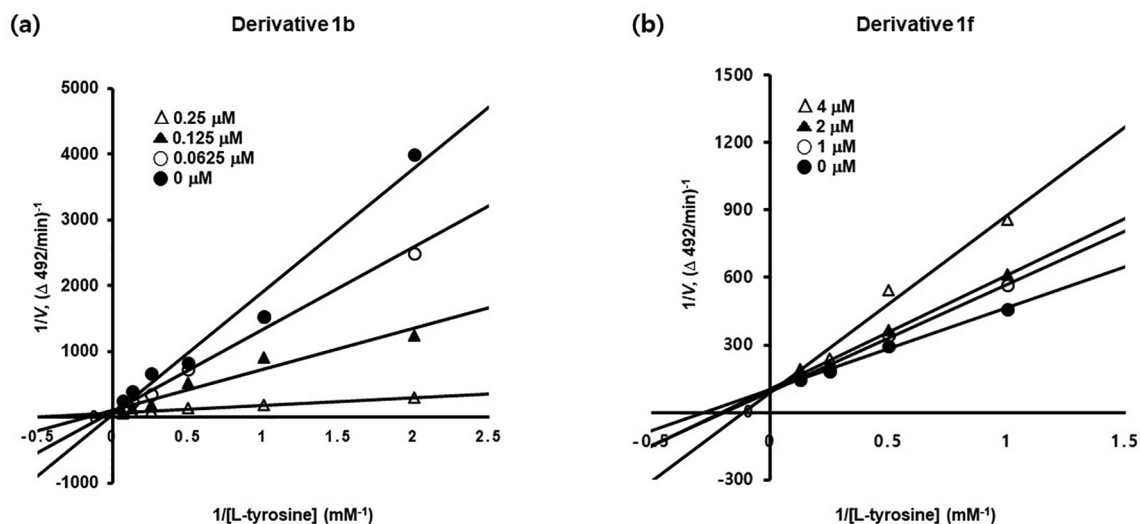 (a)
Derivative 1b
5000
4000
3000
2000
1000
0
-1000
1/V, (Δ 492/min)-1
△ 0.25 μM
▲ 0.125 μM
○ 0.0625 μM
● 0 μM
-0.5 0 0.5 1 1.5 2 2.5
1/[L-tyrosine] (mM-1)
(b)
Derivative 1f
1500
1200
900
600
300
0
-300
1/V, (Δ 492/min)-1
△ 4 μM
▲ 2 μM
○ 1 μM
● 0 μM
-0.5 0 0.5 1 1.5
1/[L-tyrosine] (mM-1)